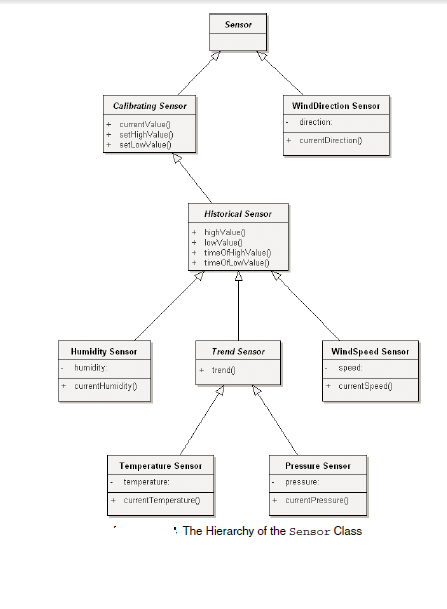 Sensor
Calibrating Sensor
+ currentValue()
+ setHighValue()
+ setLowValue()
WindDirection Sensor
- direction:
+ currentDirection()
Historical Sensor
+ highValue()
+ lowValue()
+ timeOfHighValue()
+ timeOfLowValue()
Humidity Sensor
- humidity:
+ currentHumidity()
Trend Sensor
+ trend()
WindSpeed Sensor
- speed:
+ currentSpeed()
Temperature Sensor
- temperature:
+ currentTemperature()
Pressure Sensor
- pressure:
+ currentPressure()
The Hierarchy of the Sensor Class